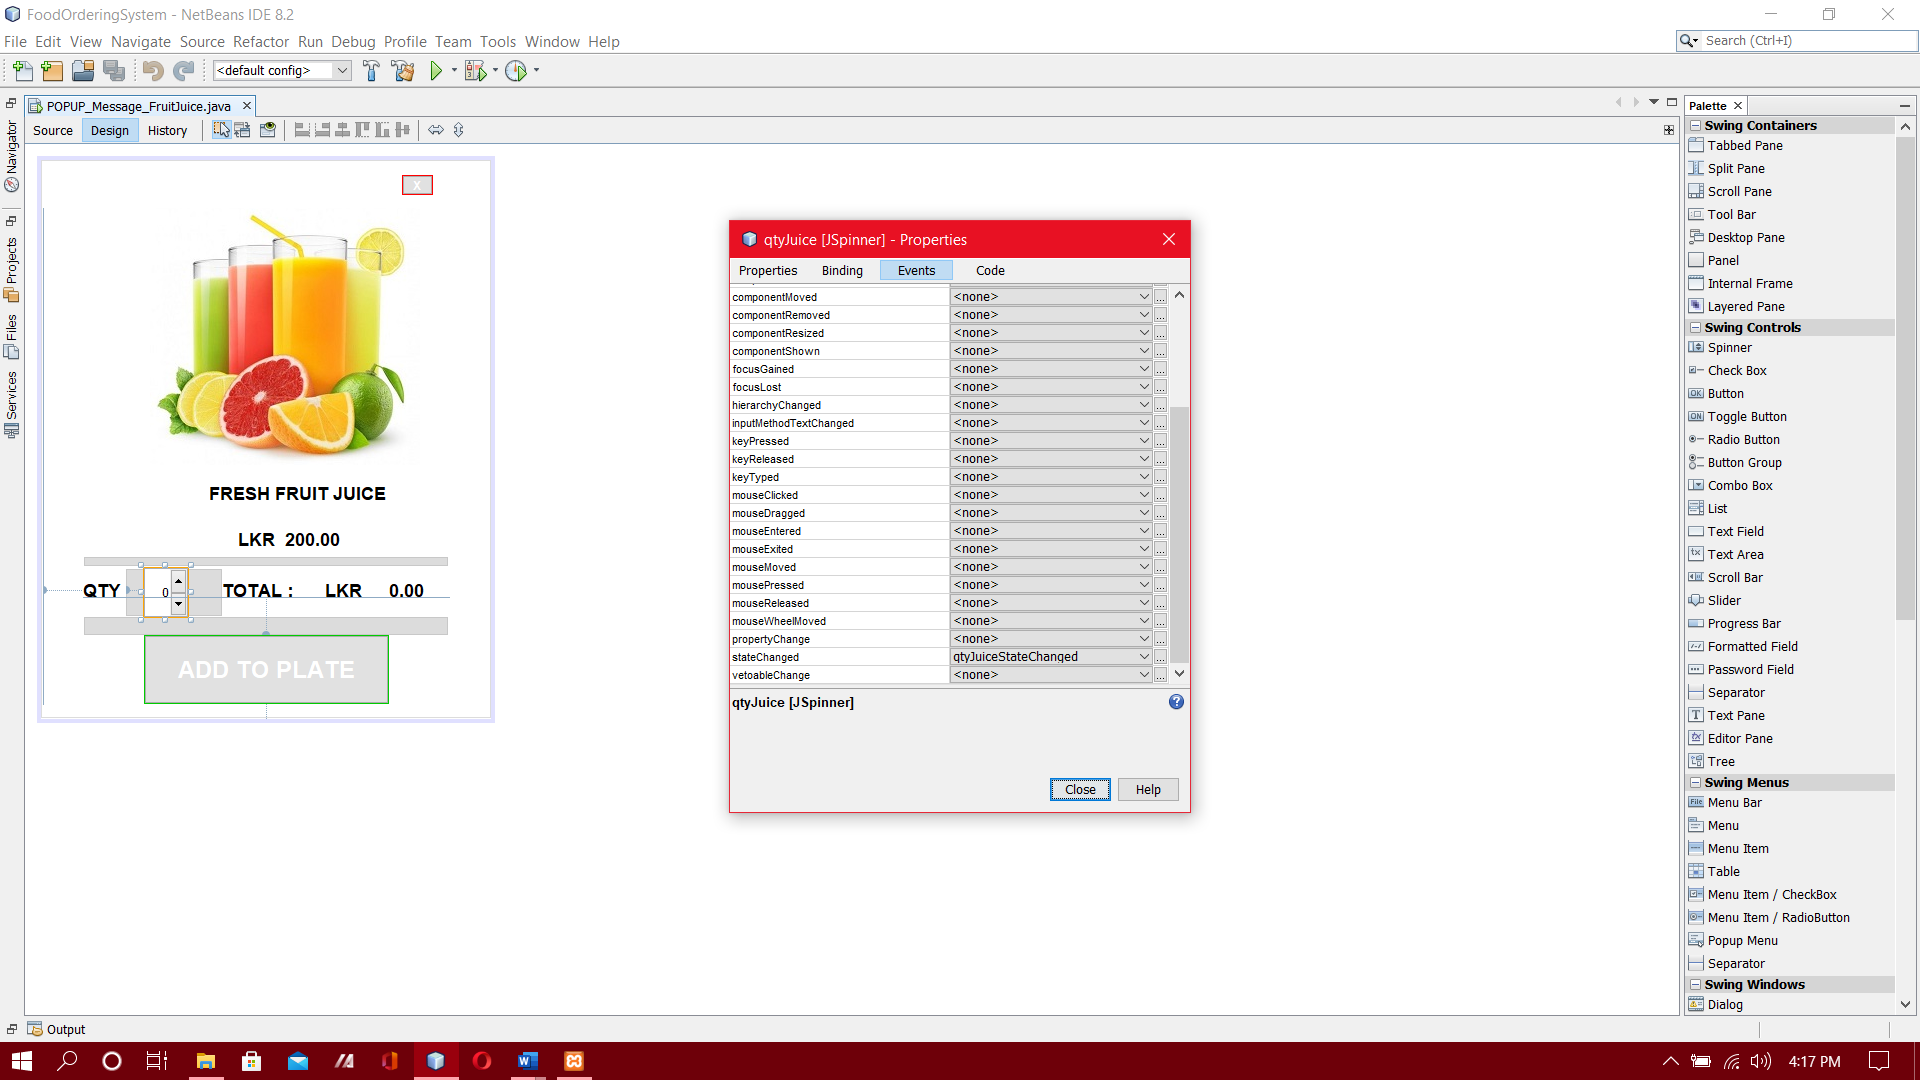 FoodOrderingSystem - NetBeans IDE 8.2
File Edit View Navigate Source Refactor Run Debug Profile Team Tools Window Help
Search (Ctrl+I)
<default config>
POPUP_Message_FruitJuice.java
Source Design History
Navigator
Projects
Files
Services
X
FRESH FRUIT JUICE
LKR 200.00
QTY 0 TOTAL : LKR 0.00
ADD TO PLATE
qtyJuice [JSpinner] - Properties
Properties Binding Events Code
componentMoved <none> ...
componentRemoved <none> ...
componentResized <none> ...
componentShown <none> ...
focusGained <none> ...
focusLost <none> ...
hierarchyChanged <none> ...
inputMethodTextChanged <none> ...
keyPressed <none> ...
keyReleased <none> ...
keyTyped <none> ...
mouseClicked <none> ...
mouseDragged <none> ...
mouseEntered <none> ...
mouseExited <none> ...
mouseMoved <none> ...
mousePressed <none> ...
mouseReleased <none> ...
mouseWheelMoved <none> ...
propertyChange <none> ...
stateChanged qtyJuiceStateChanged ...
vetoableChange <none> ...
qtyJuice [JSpinner]
Close Help
Palette
Swing Containers
Tabbed Pane
Split Pane
Scroll Pane
Tool Bar
Desktop Pane
Panel
Internal Frame
Layered Pane
Swing Controls
Spinner
Check Box
Button
Toggle Button
Radio Button
Button Group
Combo Box
List
Text Field
Text Area
Scroll Bar
Slider
Progress Bar
Formatted Field
Password Field
Separator
Text Pane
Editor Pane
Tree
Swing Menus
Menu Bar
Menu
Menu Item
Table
Menu Item / CheckBox
Menu Item / RadioButton
Popup Menu
Separator
Swing Windows
Dialog
Output
4:17 PM